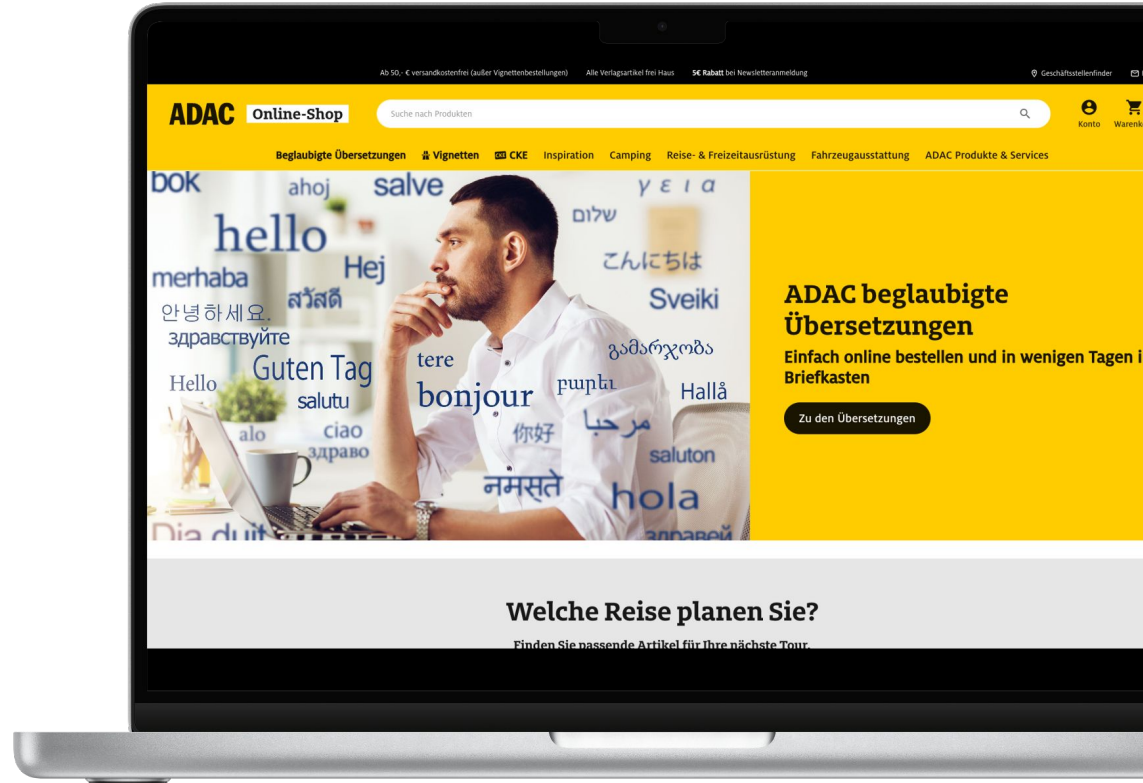 Ab 50,- € versandkostenfrei (außer Vignettenbestellungen) Alle Verlagsartikel frei Haus 5€ Rabatt bei Newsletteranmeldung Geschäftsstellenfinder
ADAC Online-Shop Suche nach Produkten
Konto
Beglaubigte Übersetzungen Vignetten CKE Inspiration Camping Reise- & Freizeitausrüstung Fahrzeugausstattung ADAC Produkte & Services
bok
ahoj
salve
γεια
hello
שלום
こんにちは
Hej
merhaba
สวัสดี
Sveiki
안녕하세요.
здравствуйте
Guten Tag
tere
გამარჯობა
Hello
salutu
bonjour
բարեւ
Hallå
alo
ciao
здраво
你好
مرحبا
saluton
नमस्ते
hola
Dia duit
здравей
ADAC beglaubigte
Übersetzungen
Einfach online bestellen und in wenigen Tagen
Briefkasten
Zu den Übersetzungen
Welche Reise planen Sie?
Finden Sie passende Artikel für Ihre nächste Tour.